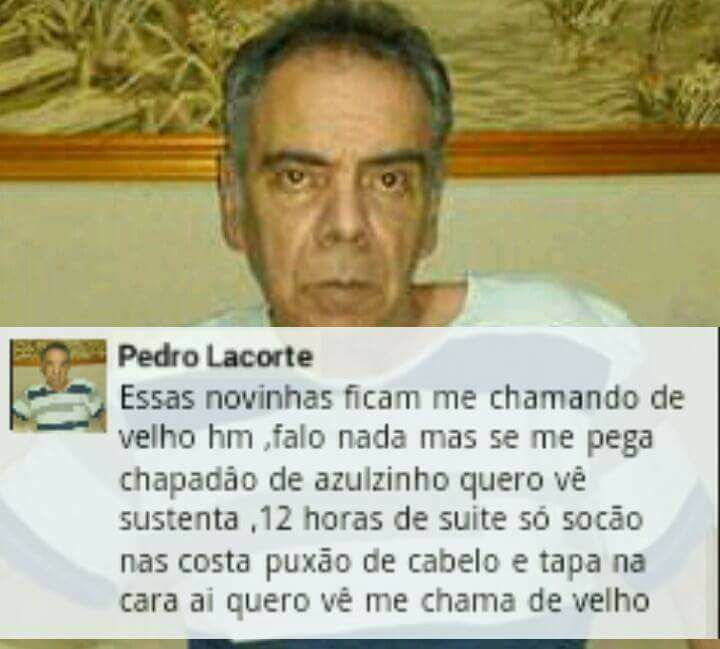 Pedro Lacorte
Essas novinhas ficam me chamando de
velho hm ,falo nada mas se me pega
chapadâo de azulzinho quero vê
sustenta ,12 horas de suite só socão
nas costa puxão de cabelo e tapa na
cara ai quero vê me chama de velho